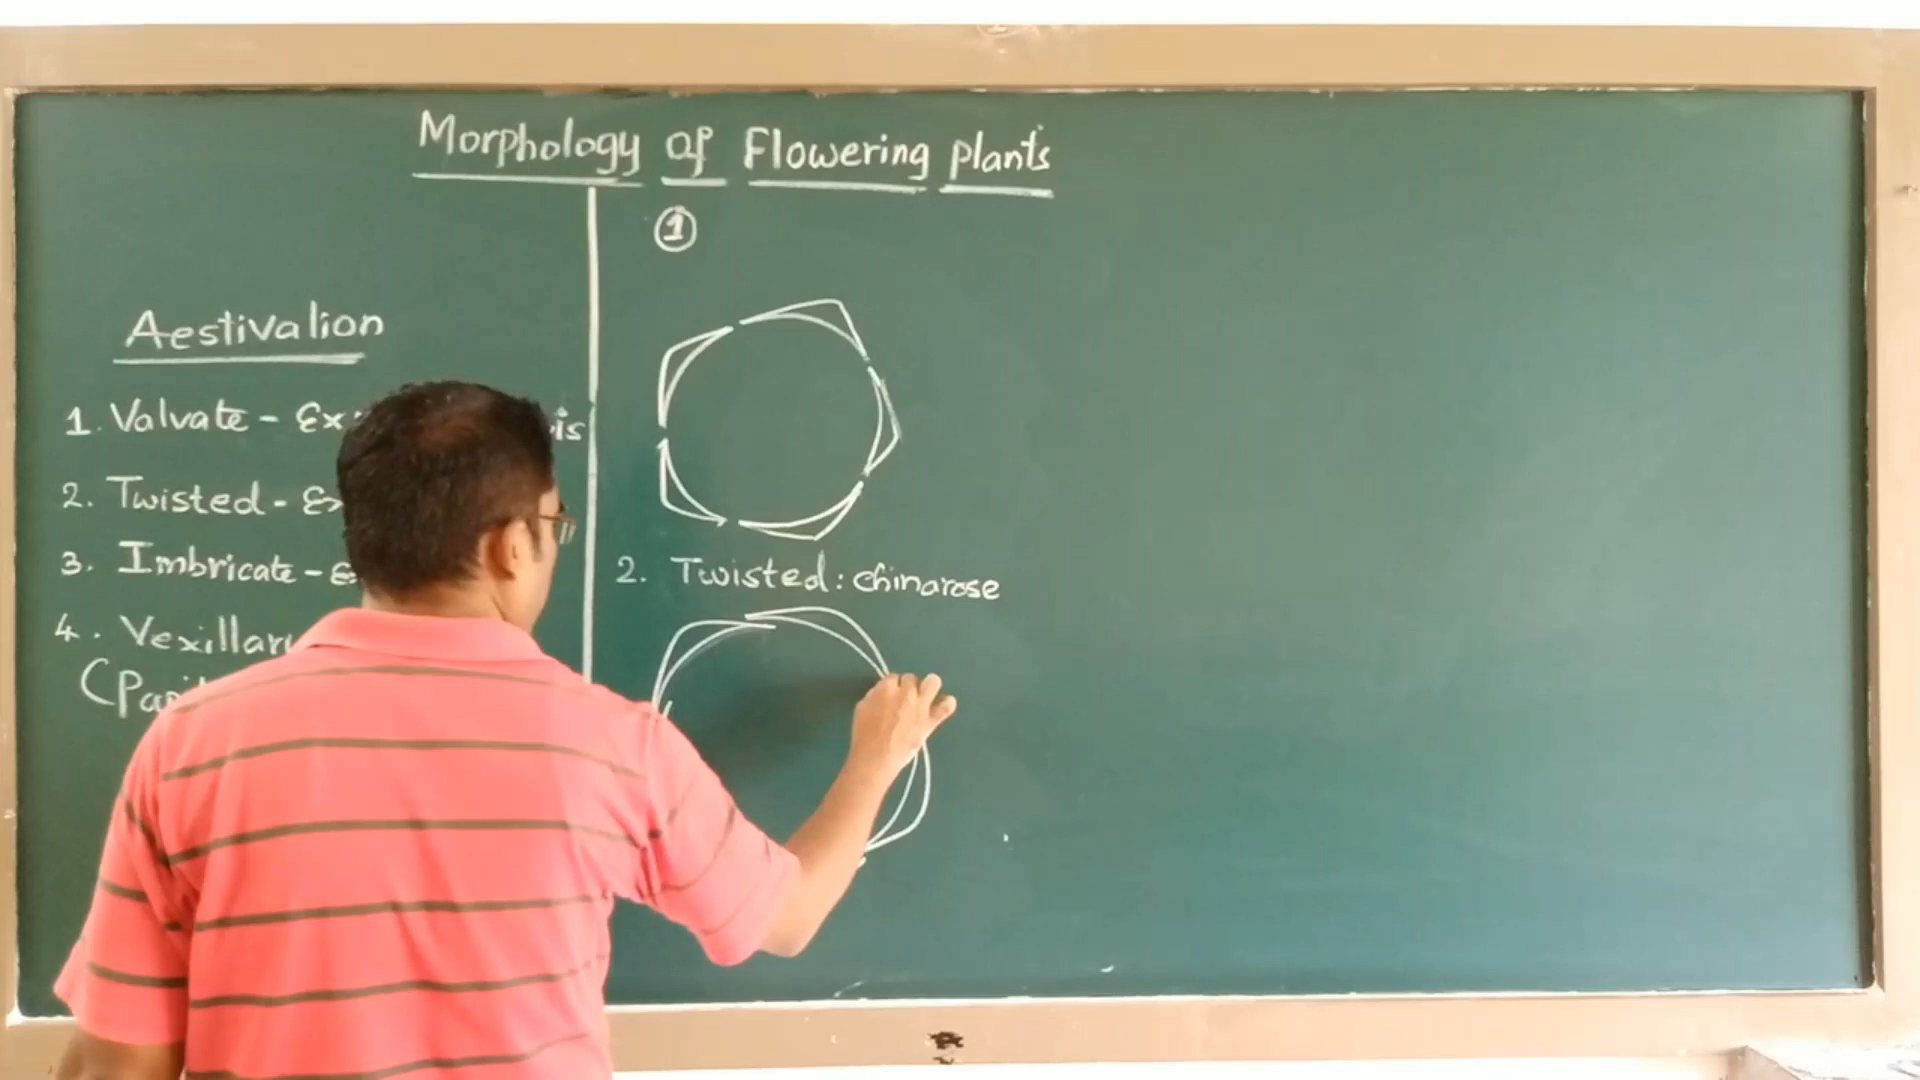 Morphology of Flowering plants
1
Aestivation
1. Valvate - Ex
2. Twisted - Ex
3. Imbricate -
4. Vexillary
2. Twisted: chinarose